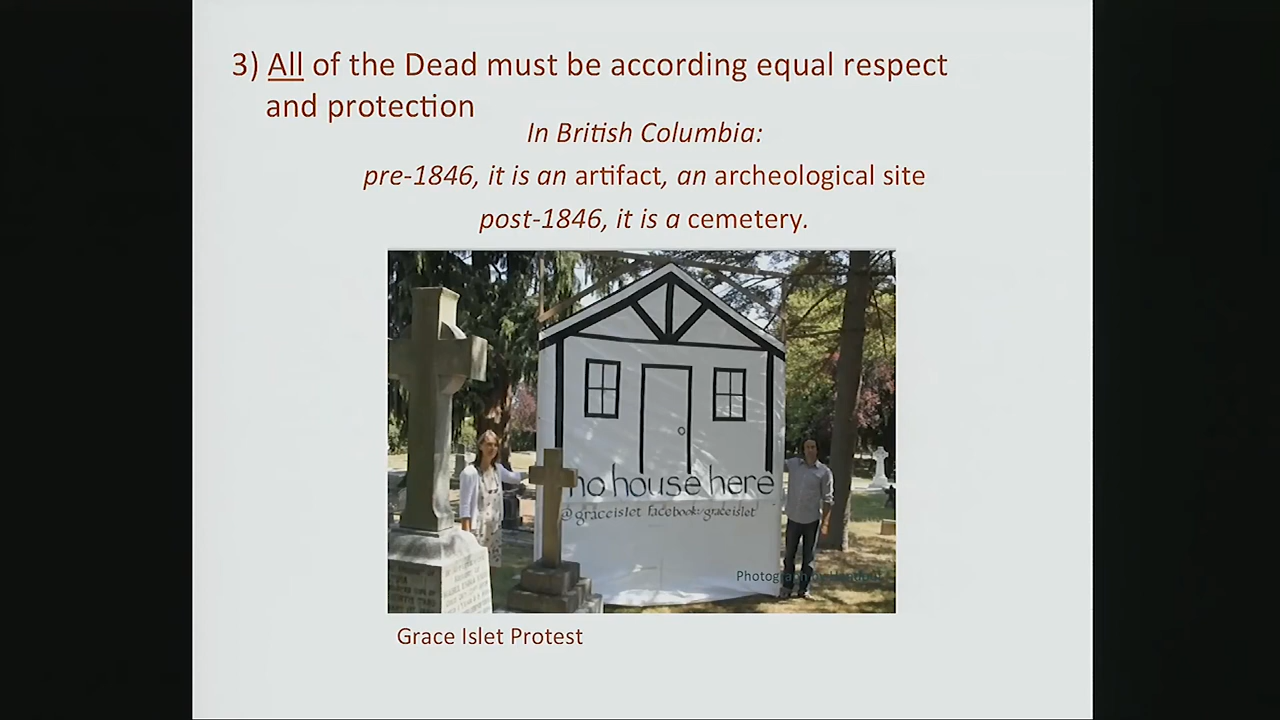 3) All of the Dead must be according equal respect
and protection
In British Columbia:
pre-1846, it is an artifact, an archeological site
post-1846, it is a cemetery.
no house here
@graceislet facebook/graceislet
Grace Islet Protest